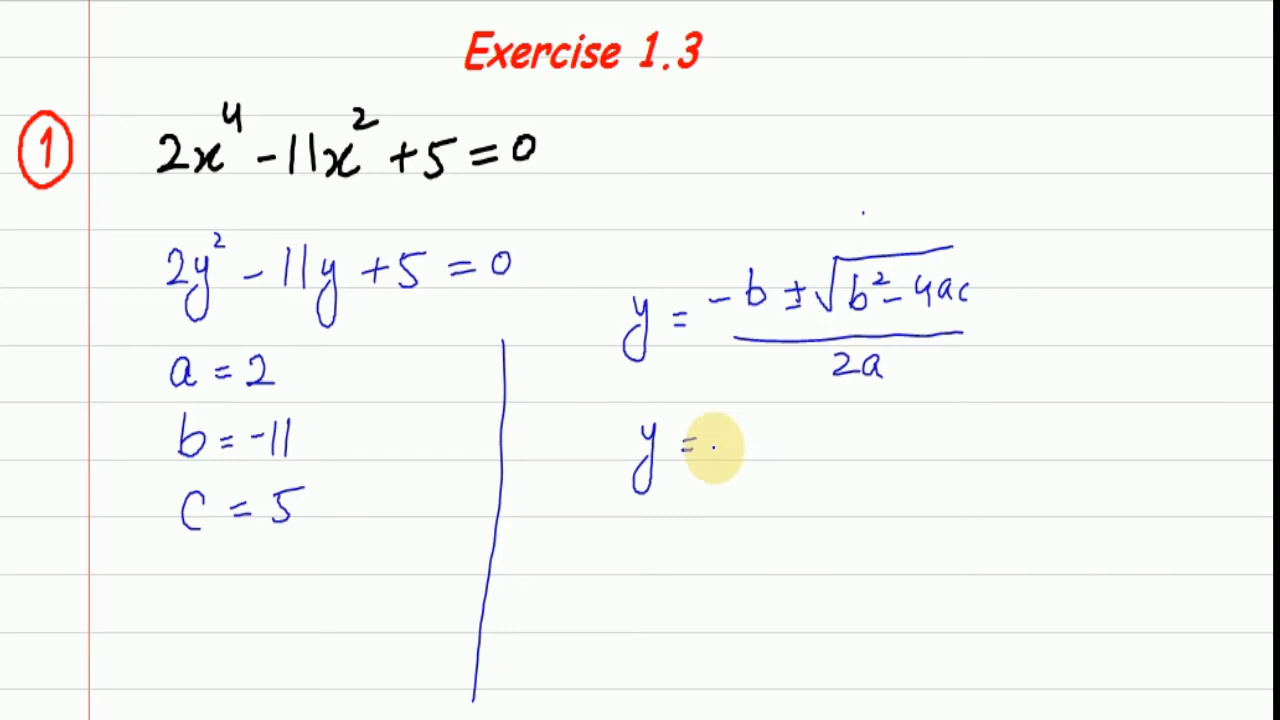 Exercise 1.3
① 2x⁴ - 11x² + 5 = 0
2y² - 11y + 5 = 0
a = 2
b = -11
c = 5
y = (-b ± √(b² - 4ac)) / 2a
y =